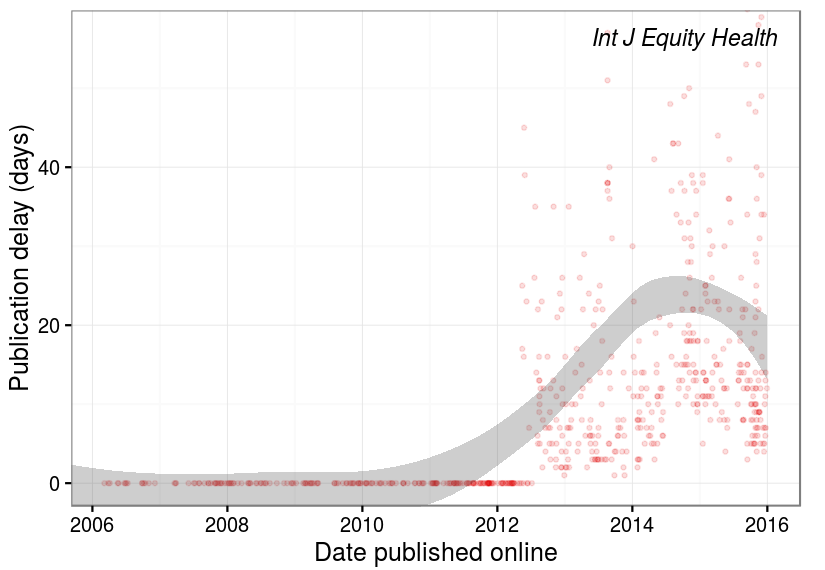 Int J Equity Health
Publication delay (days)
40
20
0
2006 2008 2010 2012 2014 2016
Date published online